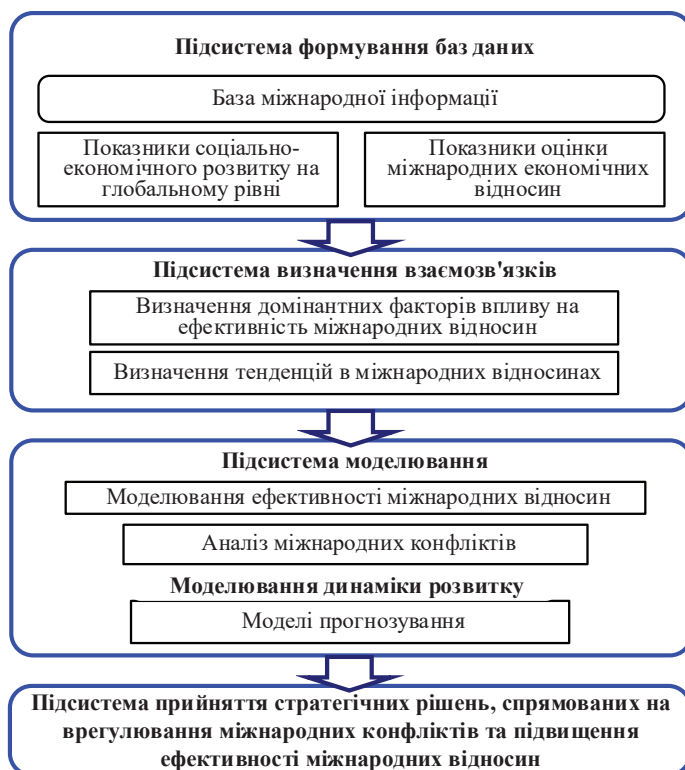 Підсистема формування баз даних
База міжнародної інформації
Показники соціально-
економічного розвитку на
глобальному рівні
Показники оцінки
міжнародних економічних
відносин
Підсистема визначення взаємозв'язків
Визначення домінантних факторів впливу на
ефективність міжнародних відносин
Визначення тенденцій в міжнародних відносинах
Підсистема моделювання
Моделювання ефективності міжнародних відносин
Аналіз міжнародних конфліктів
Моделювання динаміки розвитку
Моделі прогнозування
Підсистема прийняття стратегічних рішень, спрямованих на
врегулювання міжнародних конфліктів та підвищення
ефективності міжнародних відносин